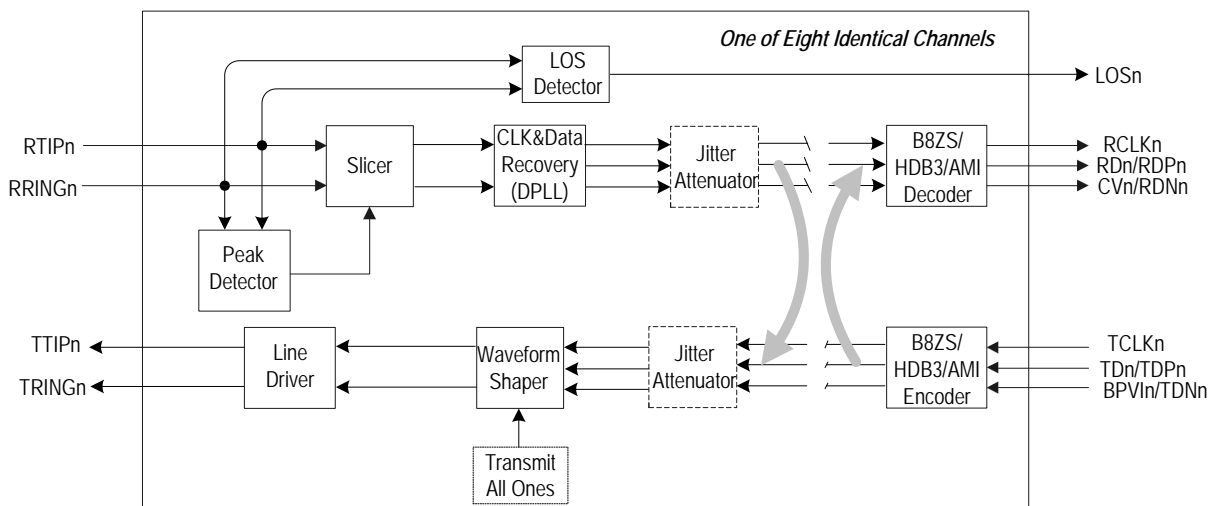 One of Eight Identical Channels
LOS
Detector
LOSn
RTIPn
RRINGn
Slicer
CLK&Data
Recovery
(DPLL)
Jitter
Attenuator
B8ZS/
HDB3/AMI
Decoder
RCLKn
RDn/RDPn
CVn/RDNn
Peak
Detector
TTIPn
TRINGn
Line
Driver
Waveform
Shaper
Jitter
Attenuator
B8ZS/
HDB3/AMI
Encoder
TCLKn
TDn/TDPn
BPVIn/TDNn
Transmit
All Ones